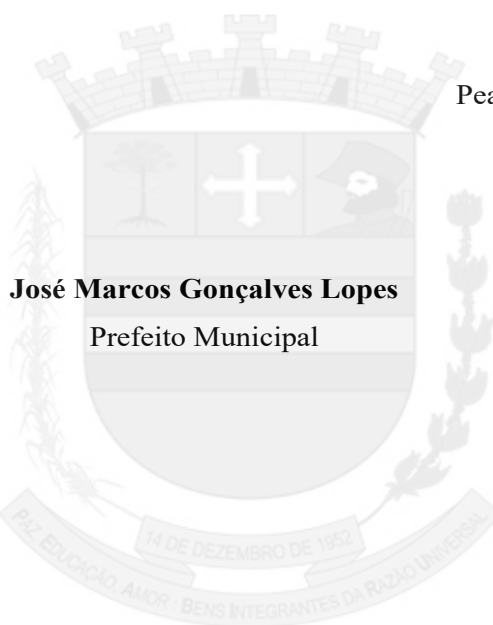 Pea
José Marcos Gonçalves Lopes
Prefeito Municipal
14 DE DEZEMBRO DE 1952
PAZ, EDUCAÇÃO, AMOR : BENS INTEGRANTES DA RAZÃO UNIVERSAL